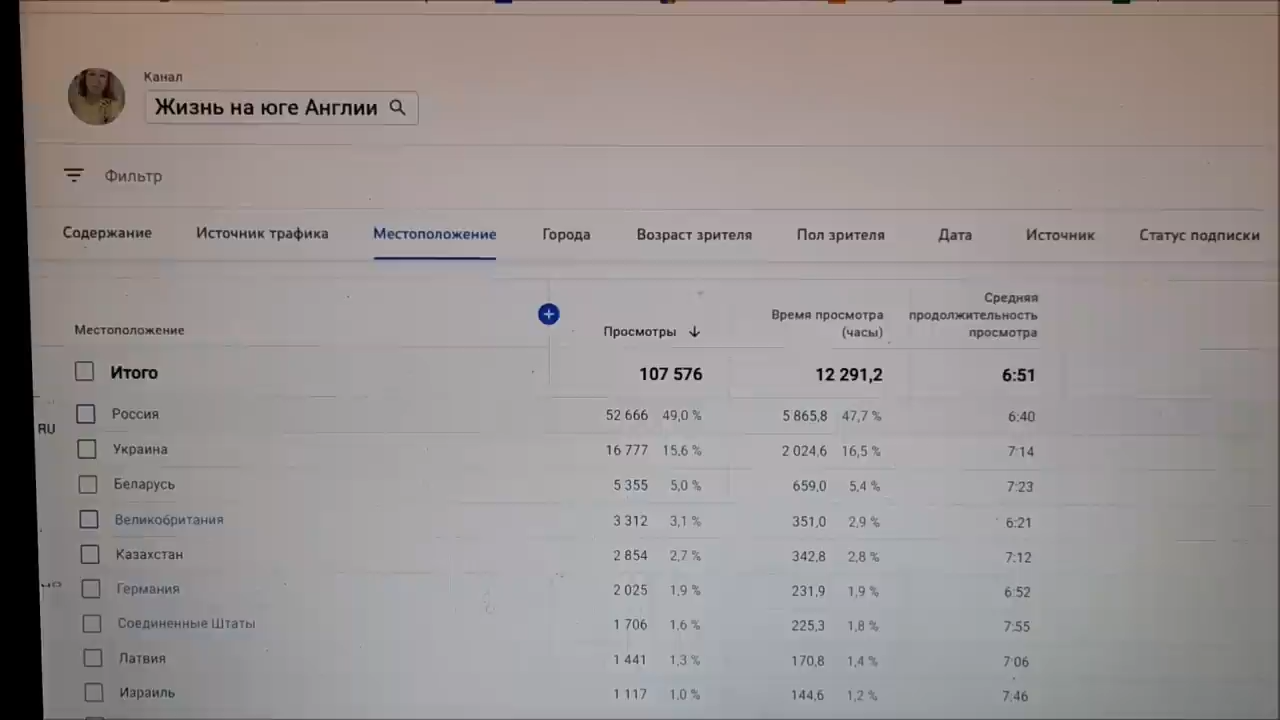 Канал
Жизнь на юге Англии
Фильтр
Содержание Источник трафика Местоположение Города Возраст зрителя Пол зрителя Дата Источник Статус подписки
Местоположение Просмотры Время просмотра (часы) Средняя продолжительность просмотра
Итого 107 576 12 291,2 6:51
Россия 52 666 49,0 % 5 865,8 47,7 % 6:40
RU
Украина 16 777 15,6 % 2 024,6 16,5 % 7:14
Беларусь 5 355 5,0 % 659,0 5,4 % 7:23
Великобритания 3 312 3,1 % 351,0 2,9 % 6:21
Казахстан 2 854 2,7 % 342,8 2,8 % 7:12
Германия 2 025 1,9 % 231,9 1,9 % 6:52
Соединенные Штаты 1 706 1,6 % 225,3 1,8 % 7:55
Латвия 1 441 1,3 % 170,8 1,4 % 7:06
Израиль 1 117 1,0 % 144,6 1,2 % 7:46